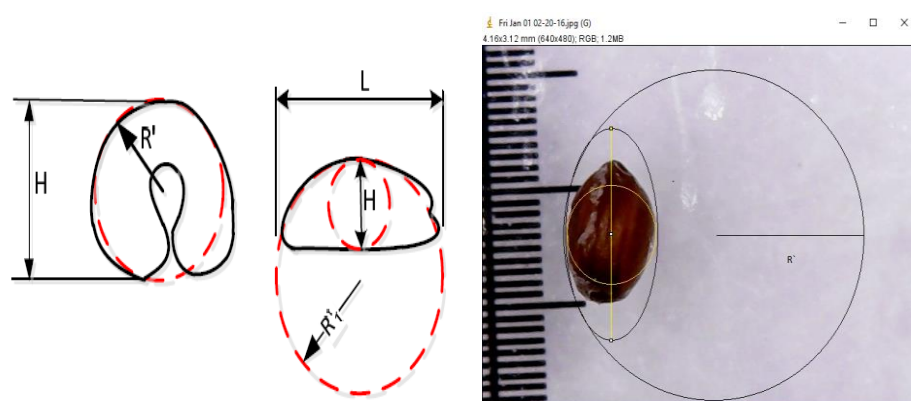 H
R'
L
H
R'₁
Fri Jan 01 02-20-16.jpg (G)
4.16x3.12 mm (640x480); RGB; 1.2MB
R`